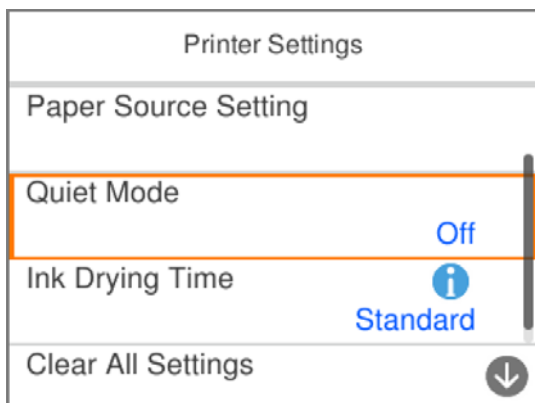 Printer Settings
Paper Source Setting
Quiet Mode
Off
Ink Drying Time
Standard
Clear All Settings